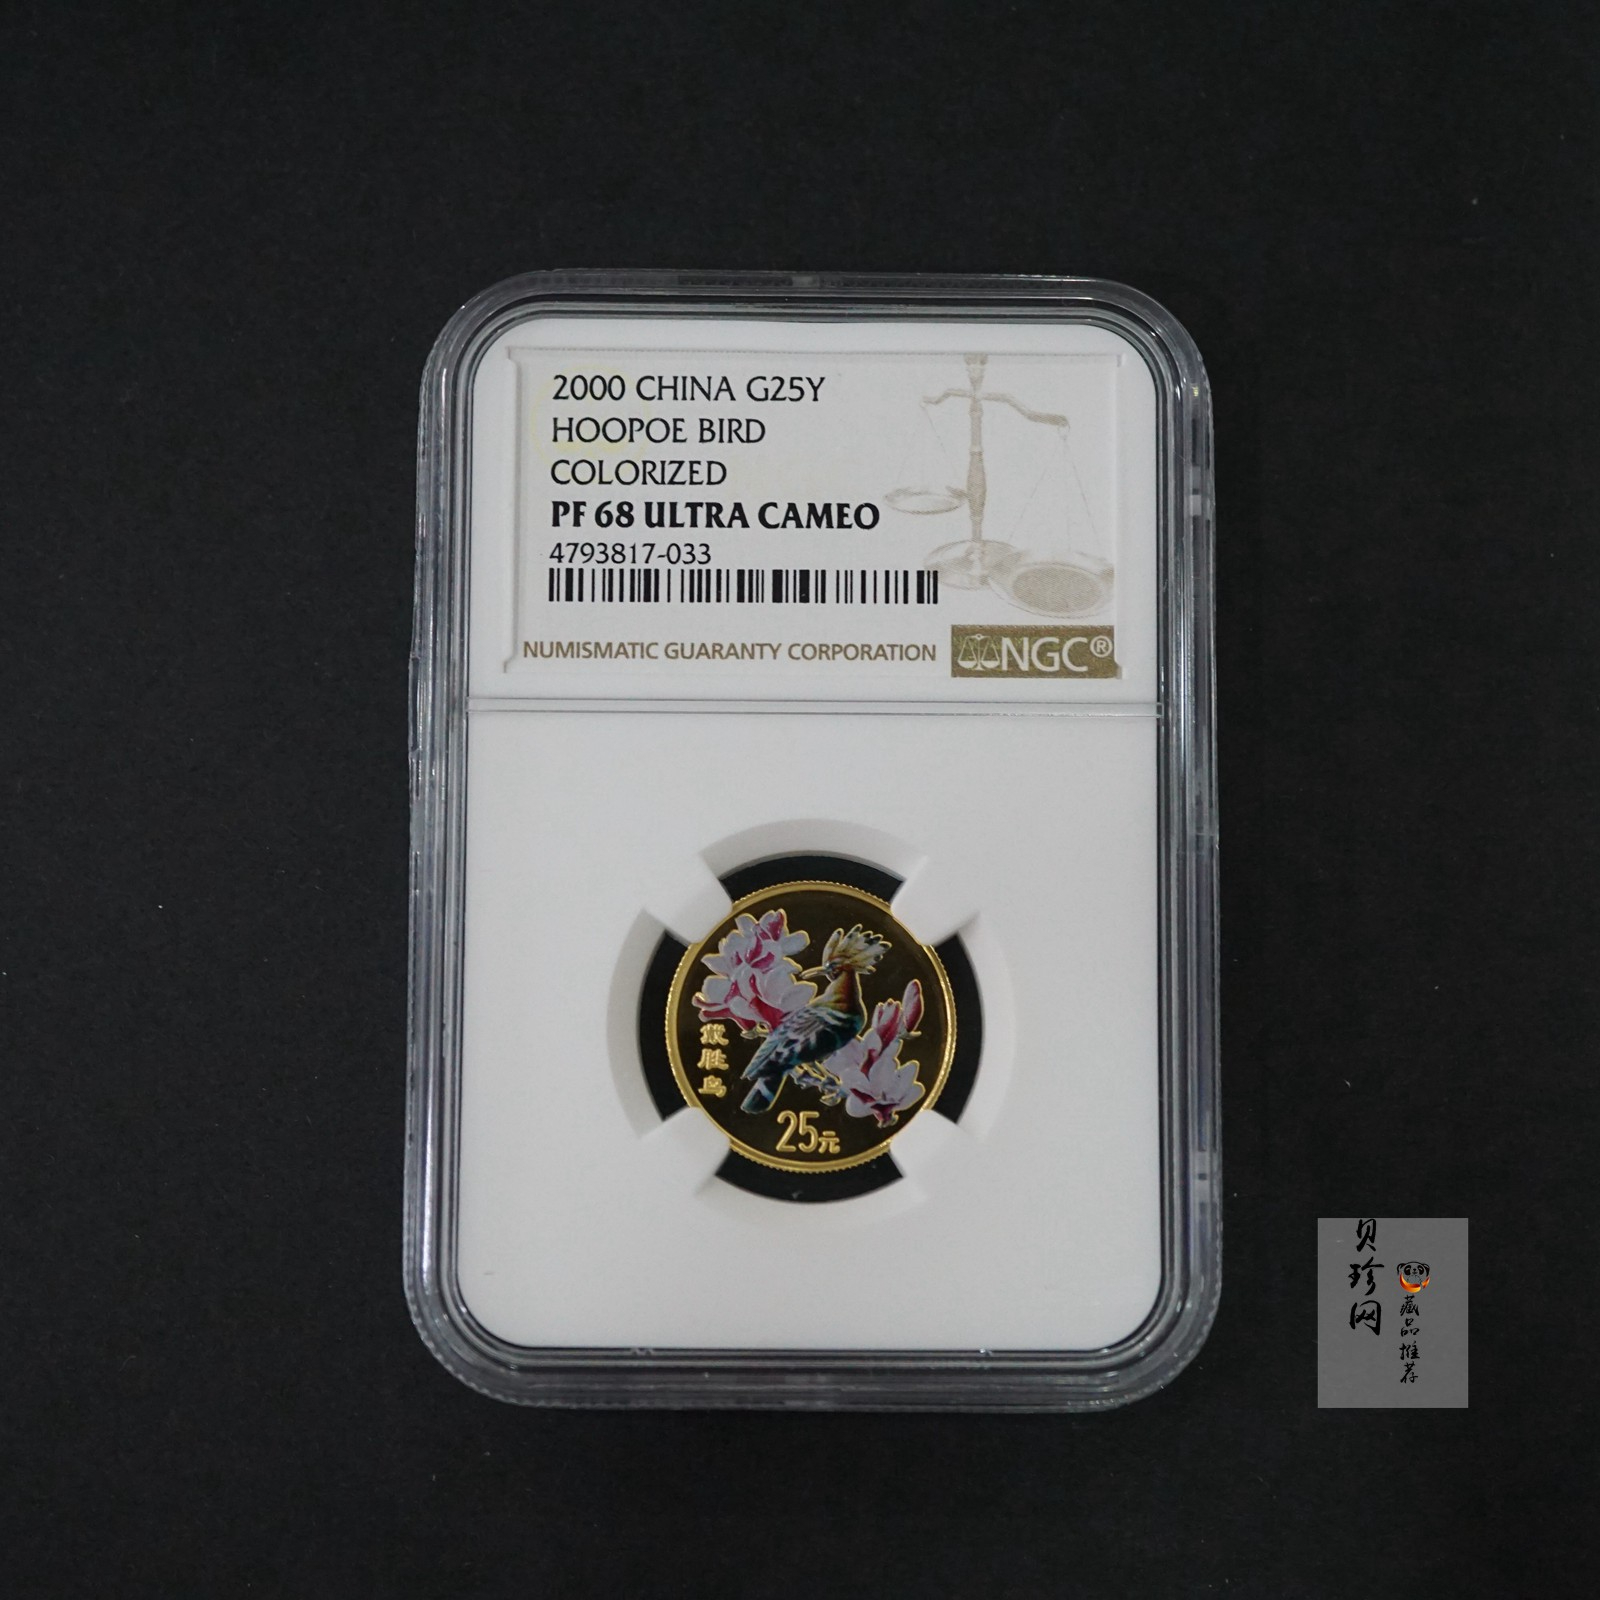 2000 CHINA G25Y
HOOPOE BIRD
COLORIZED
PF 68 ULTRA CAMEO
4793817-033
NUMISMATIC GUARANTY CORPORATION
NGC®
戴胜鸟
25元
贝珍网
藏品推荐